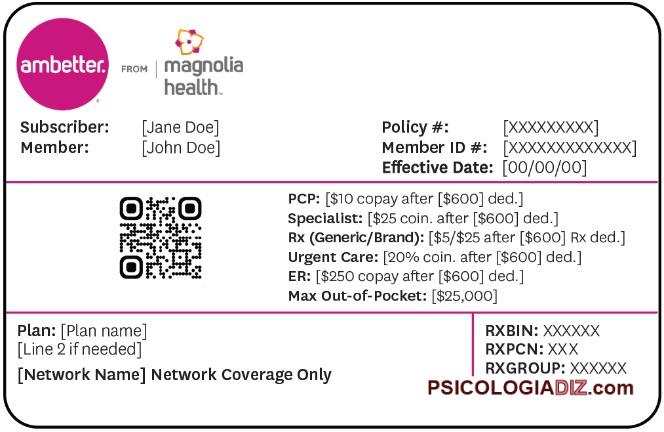 ambetter.
FROM
magnolia
health™
Subscriber: [Jane Doe]
Member: [John Doe]
Policy #: [XXXXXXXXX]
Member ID #: [XXXXXXXXXXXXX]
Effective Date: [00/00/00]
PCP: [$10 copay after [$600] ded.]
Specialist: [$25 coin. after [$600] ded.]
Rx (Generic/Brand): [$5/$25 after [$600] Rx ded.]
Urgent Care: [20% coin. after [$600] ded.]
ER: [$250 copay after [$600] ded.]
Max Out-of-Pocket: [$25,000]
Plan: [Plan name]
[Line 2 if needed]
[Network Name] Network Coverage Only
RXBIN: XXXXXX
RXPCN: XXX
RXGROUP: XXXXXX
PSICOLOGIADIZ.com